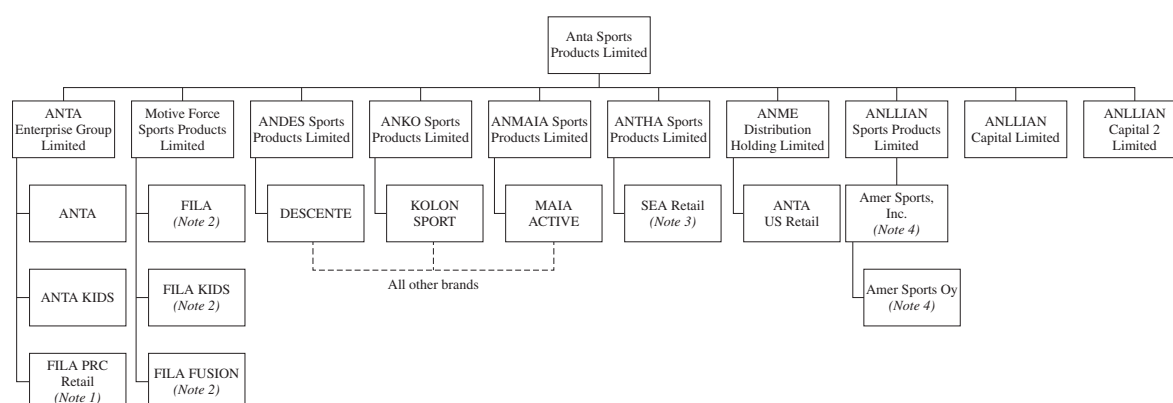 Anta Sports
Products Limited
ANTA
Enterprise Group
Limited
Motive Force
Sports Products
Limited
ANDES Sports
Products Limited
ANKO Sports
Products Limited
ANMAIA Sports
Products Limited
ANTHA Sports
Products Limited
ANME
Distribution
Holding Limited
ANLLIAN
Sports Products
Limited
ANLLIAN
Capital Limited
ANLLIAN
Capital 2
Limited
ANTA
FILA
(Note 2)
DESCENTE
KOLON
SPORT
MAIA
ACTIVE
SEA Retail
(Note 3)
ANTA
US Retail
Amer Sports,
Inc.
(Note 4)
All other brands
ANTA KIDS
FILA KIDS
(Note 2)
Amer Sports Oy
(Note 4)
FILA PRC
Retail
(Note 1)
FILA FUSION
(Note 2)